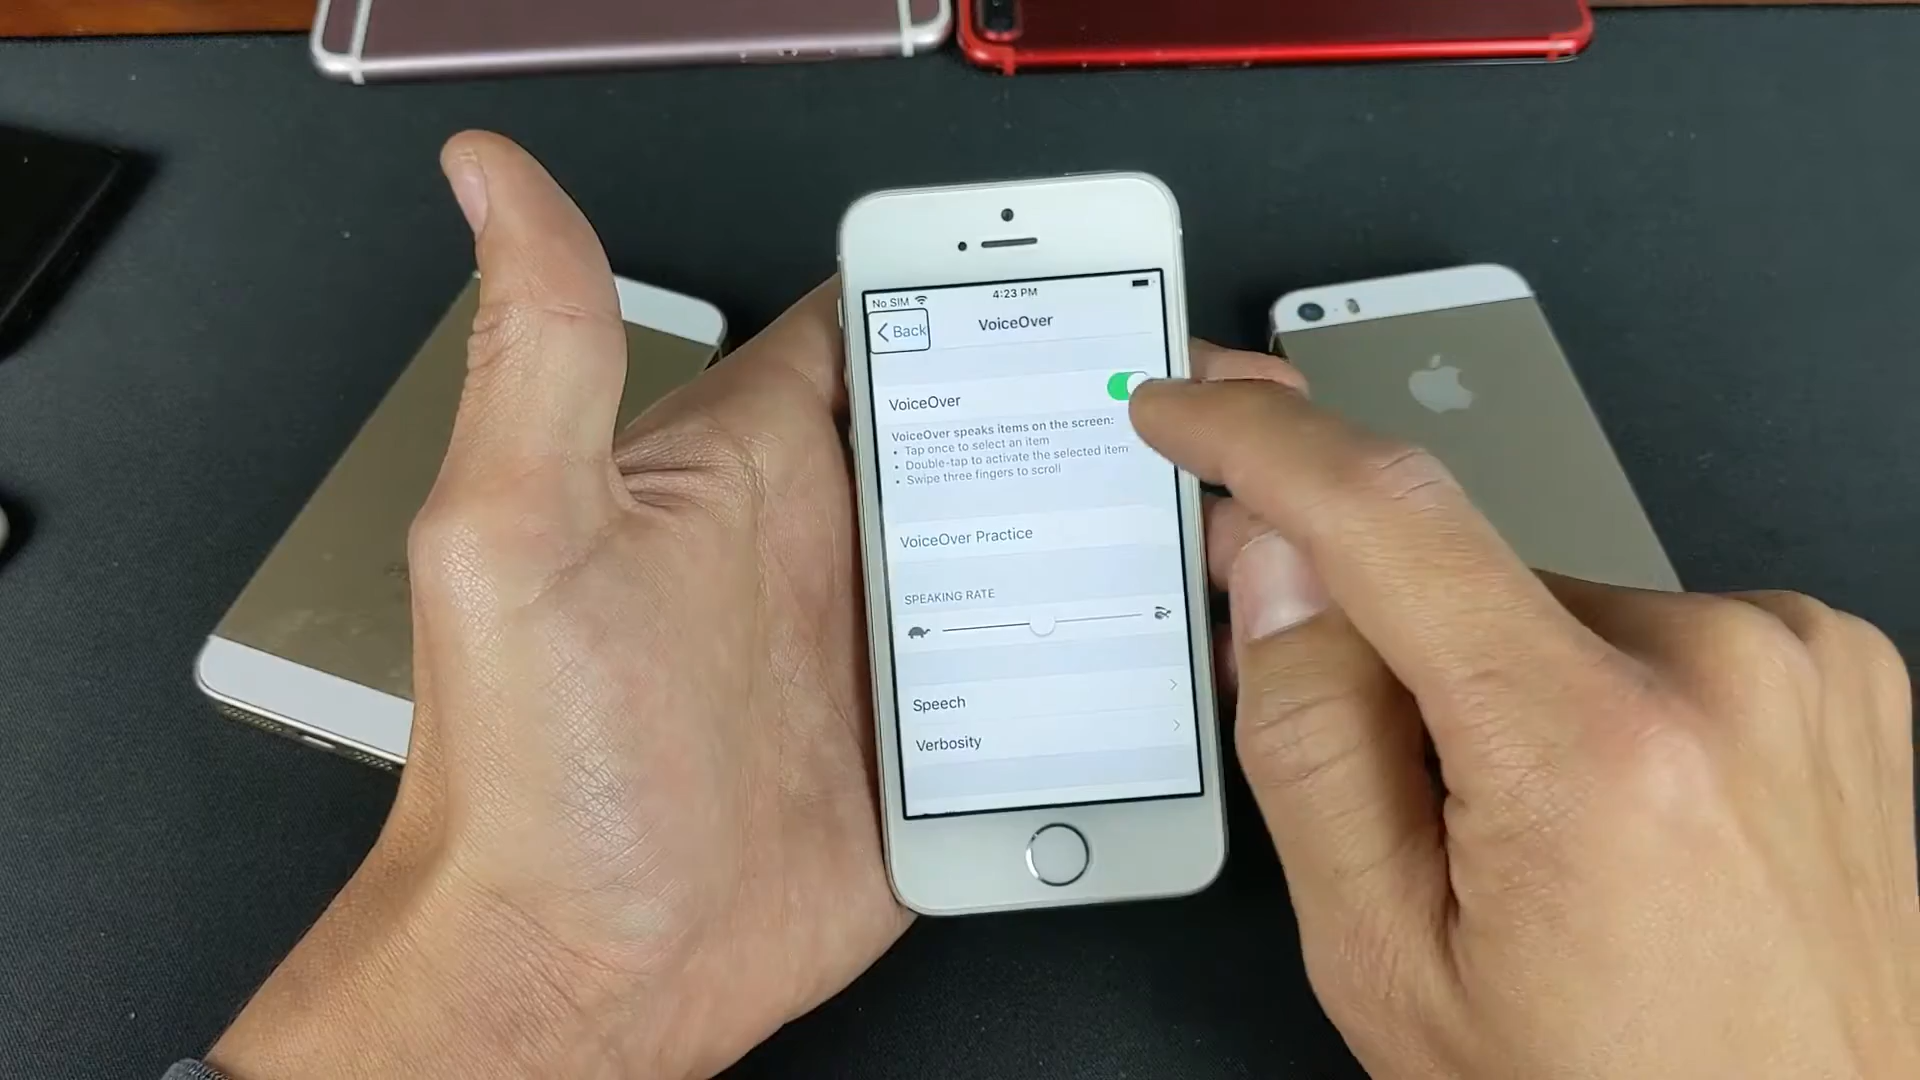 No SIM 4:23 PM
Back VoiceOver
VoiceOver
VoiceOver speaks items on the screen:
• Tap once to select an item
• Double-tap to activate the selected item
• Swipe three fingers to scroll
VoiceOver Practice
SPEAKING RATE
Speech
Verbosity